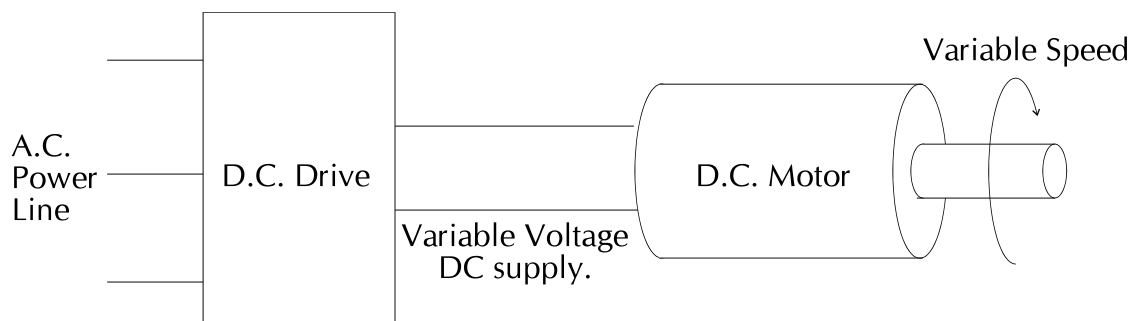 Variable Speed
A.C.
Power
Line
D.C. Drive
D.C. Motor
Variable Voltage
DC supply.